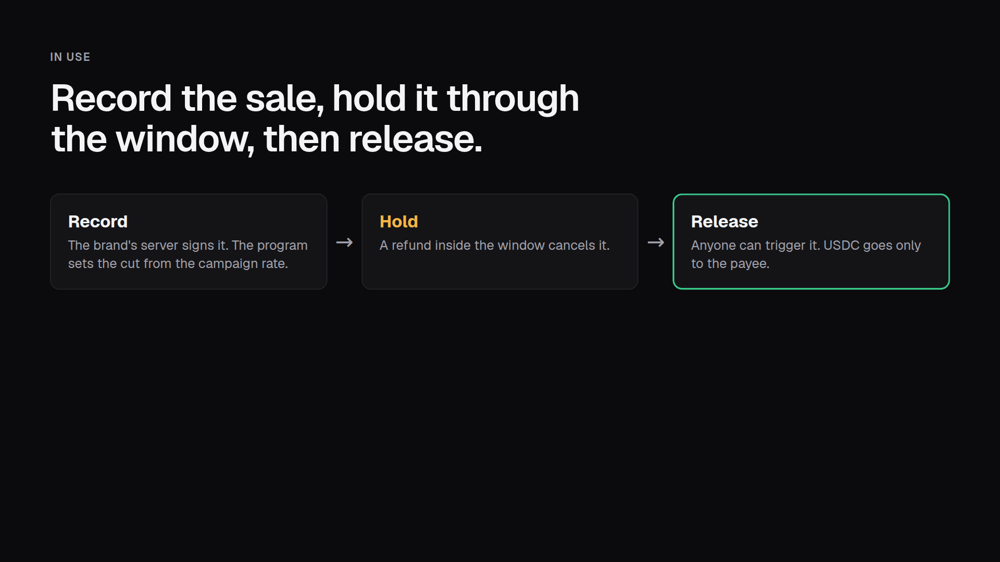 IN USE
Record the sale, hold it through
the window, then release.
Record
The brand's server signs it. The program
sets the cut from the campaign rate.
→
Hold
A refund inside the window cancels it.
→
Release
Anyone can trigger it. USDC goes only
to the payee.